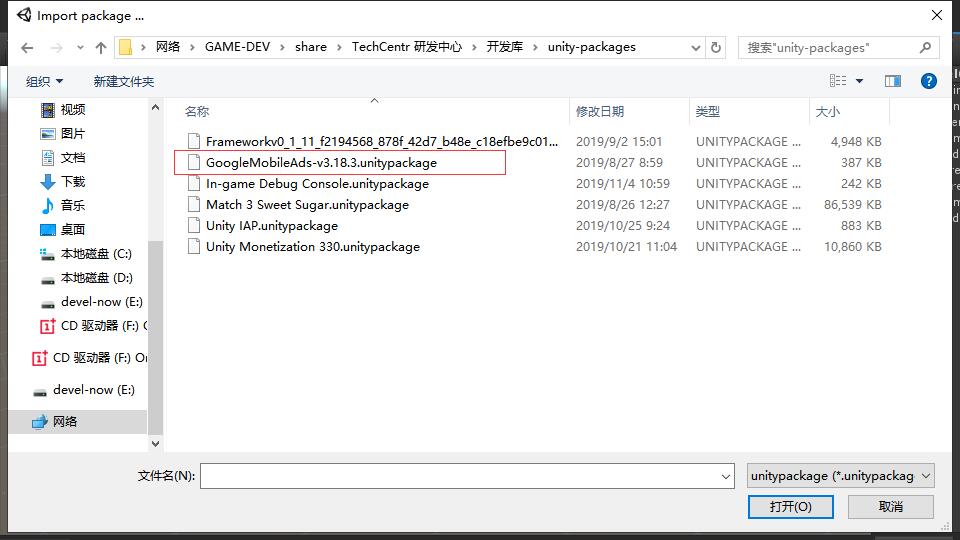 Import package ...
网络 › GAME-DEV › share › TechCentr 研发中心 › 开发库 › unity-packages
搜索"unity-packages"
组织 新建文件夹
名称 修改日期 类型 大小
视频
图片
文档
下载
音乐
桌面
本地磁盘 (C:)
本地磁盘 (D:)
devel-now (E:)
CD 驱动器 (F:) O
CD 驱动器 (F:) On
devel-now (E:)
网络
Frameworkv0_1_11_f2194568_878f_42d7_b48e_c18efbe9c01... 2019/9/2 15:01 UNITYPACKAGE ... 4,948 KB
GoogleMobileAds-v3.18.3.unitypackage 2019/8/27 8:59 UNITYPACKAGE ... 387 KB
In-game Debug Console.unitypackage 2019/11/4 10:59 UNITYPACKAGE ... 242 KB
Match 3 Sweet Sugar.unitypackage 2019/8/26 12:27 UNITYPACKAGE ... 86,539 KB
Unity IAP.unitypackage 2019/10/25 9:24 UNITYPACKAGE ... 883 KB
Unity Monetization 330.unitypackage 2019/10/21 11:04 UNITYPACKAGE ... 10,860 KB
文件名(N):
unitypackage (*.unitypackag
打开(O) 取消